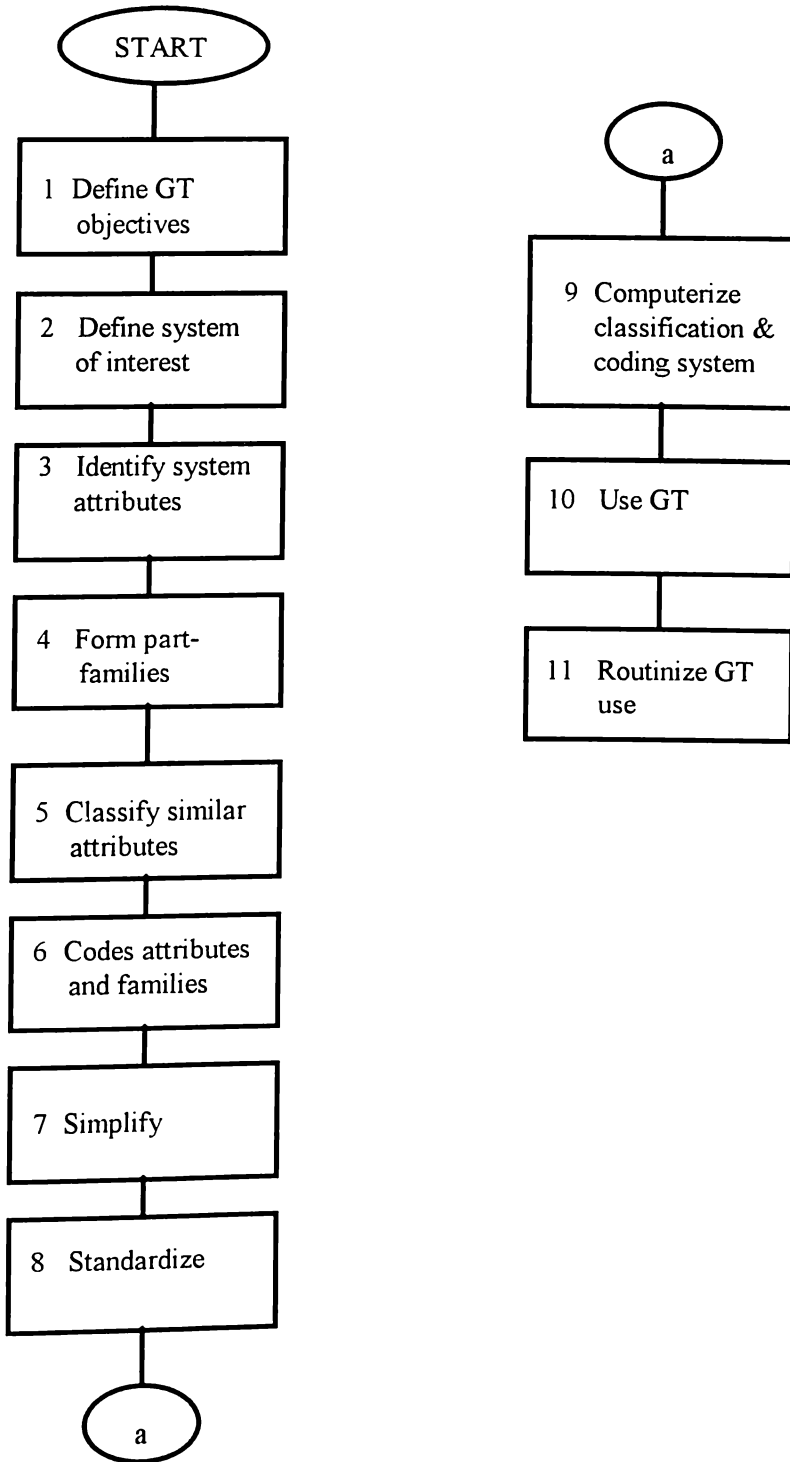 START
1 Define GT
objectives
2 Define system
of interest
3 Identify system
attributes
4 Form part-
families
5 Classify similar
attributes
6 Codes attributes
and families
7 Simplify
8 Standardize
a
a
9 Computerize
classification &
coding system
10 Use GT
11 Routinize GT
use